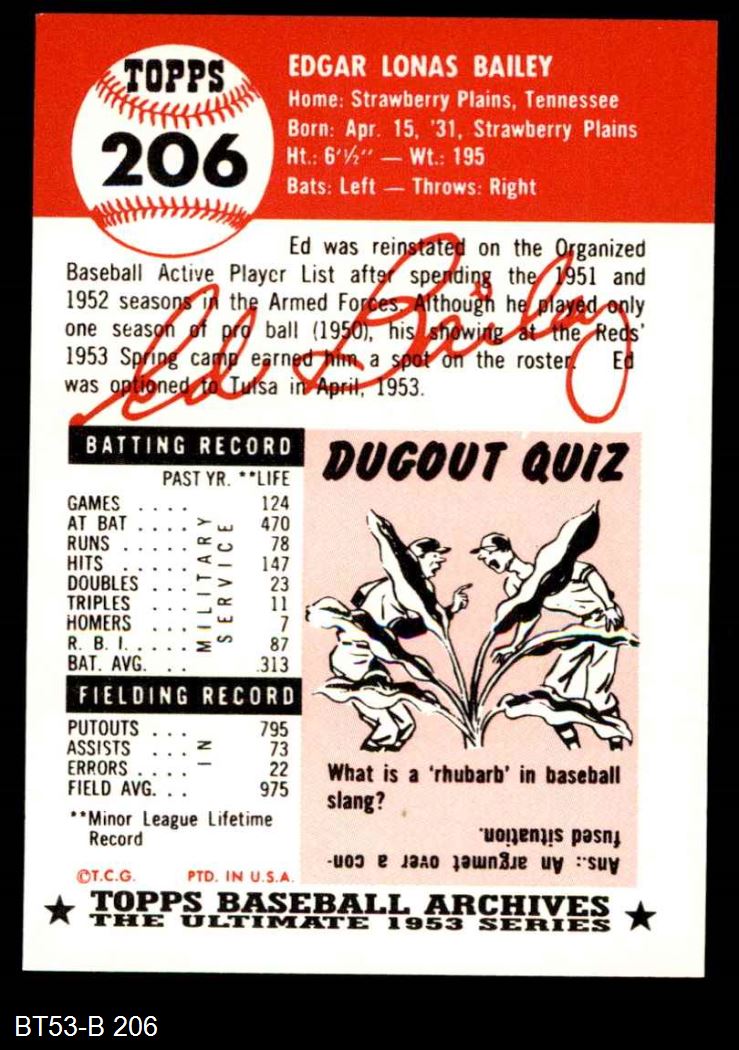 TOPPS
206
EDGAR LONAS BAILEY
Home: Strawberry Plains, Tennessee
Born: Apr. 15, '31, Strawberry Plains
Ht.: 6'½" — Wt.: 195
Bats: Left — Throws: Right
Ed was reinstated on the Organized
Baseball Active Player List after spending the 1951 and
1952 seasons in the Armed Forces. Although he played only
one season of pro ball (1950), his showing at the Reds'
1953 Spring camp earned him a spot on the roster. Ed
was optioned to Tulsa in April, 1953.
Ed Bailey
BATTING RECORD
PAST YR. **LIFE
GAMES .... 124
AT BAT .... 470
RUNS ..... 78
HITS ..... 147
DOUBLES ... 23
TRIPLES ... 11
HOMERS ... 7
R. B. I. .... 87
BAT. AVG. ... .313
IN MILITARY SERVICE
FIELDING RECORD
PUTOUTS ... 795
ASSISTS ... 73
ERRORS .... 22
FIELD AVG. ... 975
**Minor League Lifetime
Record
©T.C.G. PTD. IN U.S.A.
DUGOUT QUIZ
What is a 'rhubarb' in baseball
slang?
Ans.: An argumet over a con-
fused situation.
★ TOPPS BASEBALL ARCHIVES ★
THE ULTIMATE 1953 SERIES
BT53-B 206